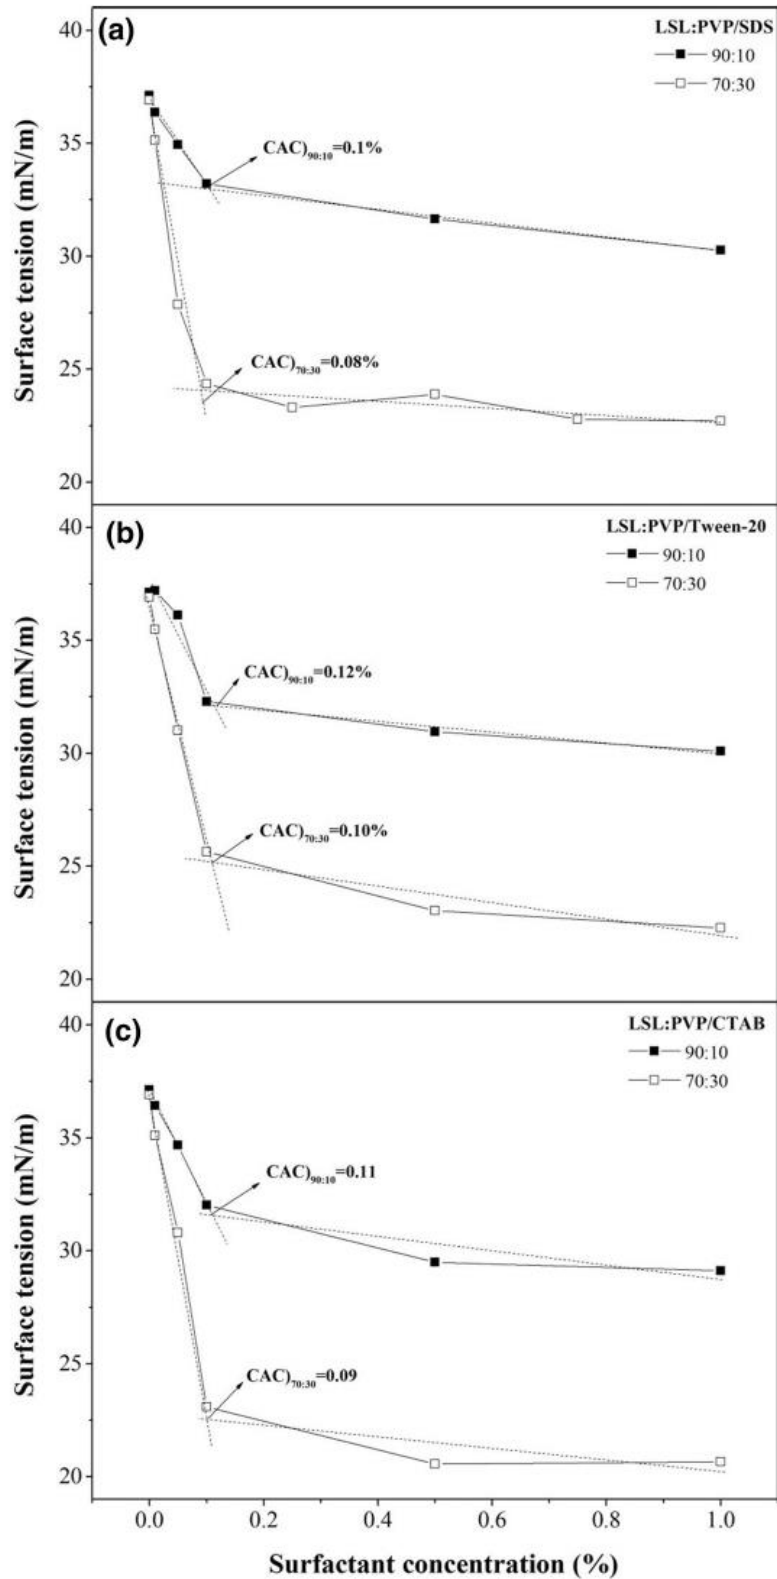 (a)
LSL:PVP/SDS
90:10
70:30
CAC)90:10=0.1%
CAC)70:30=0.08%
Surface tension (mN/m)
40
35
30
25
20
(b)
LSL:PVP/Tween-20
90:10
70:30
CAC)90:10=0.12%
CAC)70:30=0.10%
Surface tension (mN/m)
40
35
30
25
20
(c)
LSL:PVP/CTAB
90:10
70:30
CAC)90:10=0.11
CAC)70:30=0.09
Surface tension (mN/m)
40
35
30
25
20
0.0 0.2 0.4 0.6 0.8 1.0
Surfactant concentration (%)